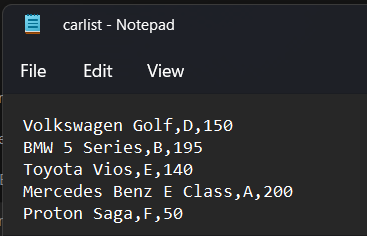 carlist - Notepad
File Edit View
Volkswagen Golf,D,150
BMW 5 Series,B,195
Toyota Vios,E,140
Mercedes Benz E Class,A,200
Proton Saga,F,50